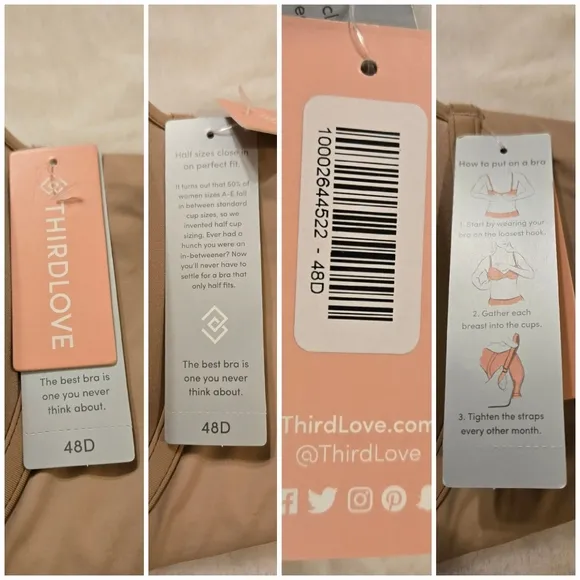 THIRDLOVE
The best bra is
one you never
think about.
48D
Half sizes close in
on perfect fit.
It turns out that 60% of
women sizes A-E fall
in between standard
cup sizes, so we
invented half cup
sizing. Ever had a
hunch you were an
in-betweener? Now
you'll never have to
settle for a bra that
only half fits.
The best bra is
one you never
think about.
48D
10002644522 - 48D
ThirdLove.com
@ThirdLove
How to put on a bra
1. Start by wearing your
bra on the loosest hook.
2. Gather each
breast into the cups.
3. Tighten the straps
every other month.